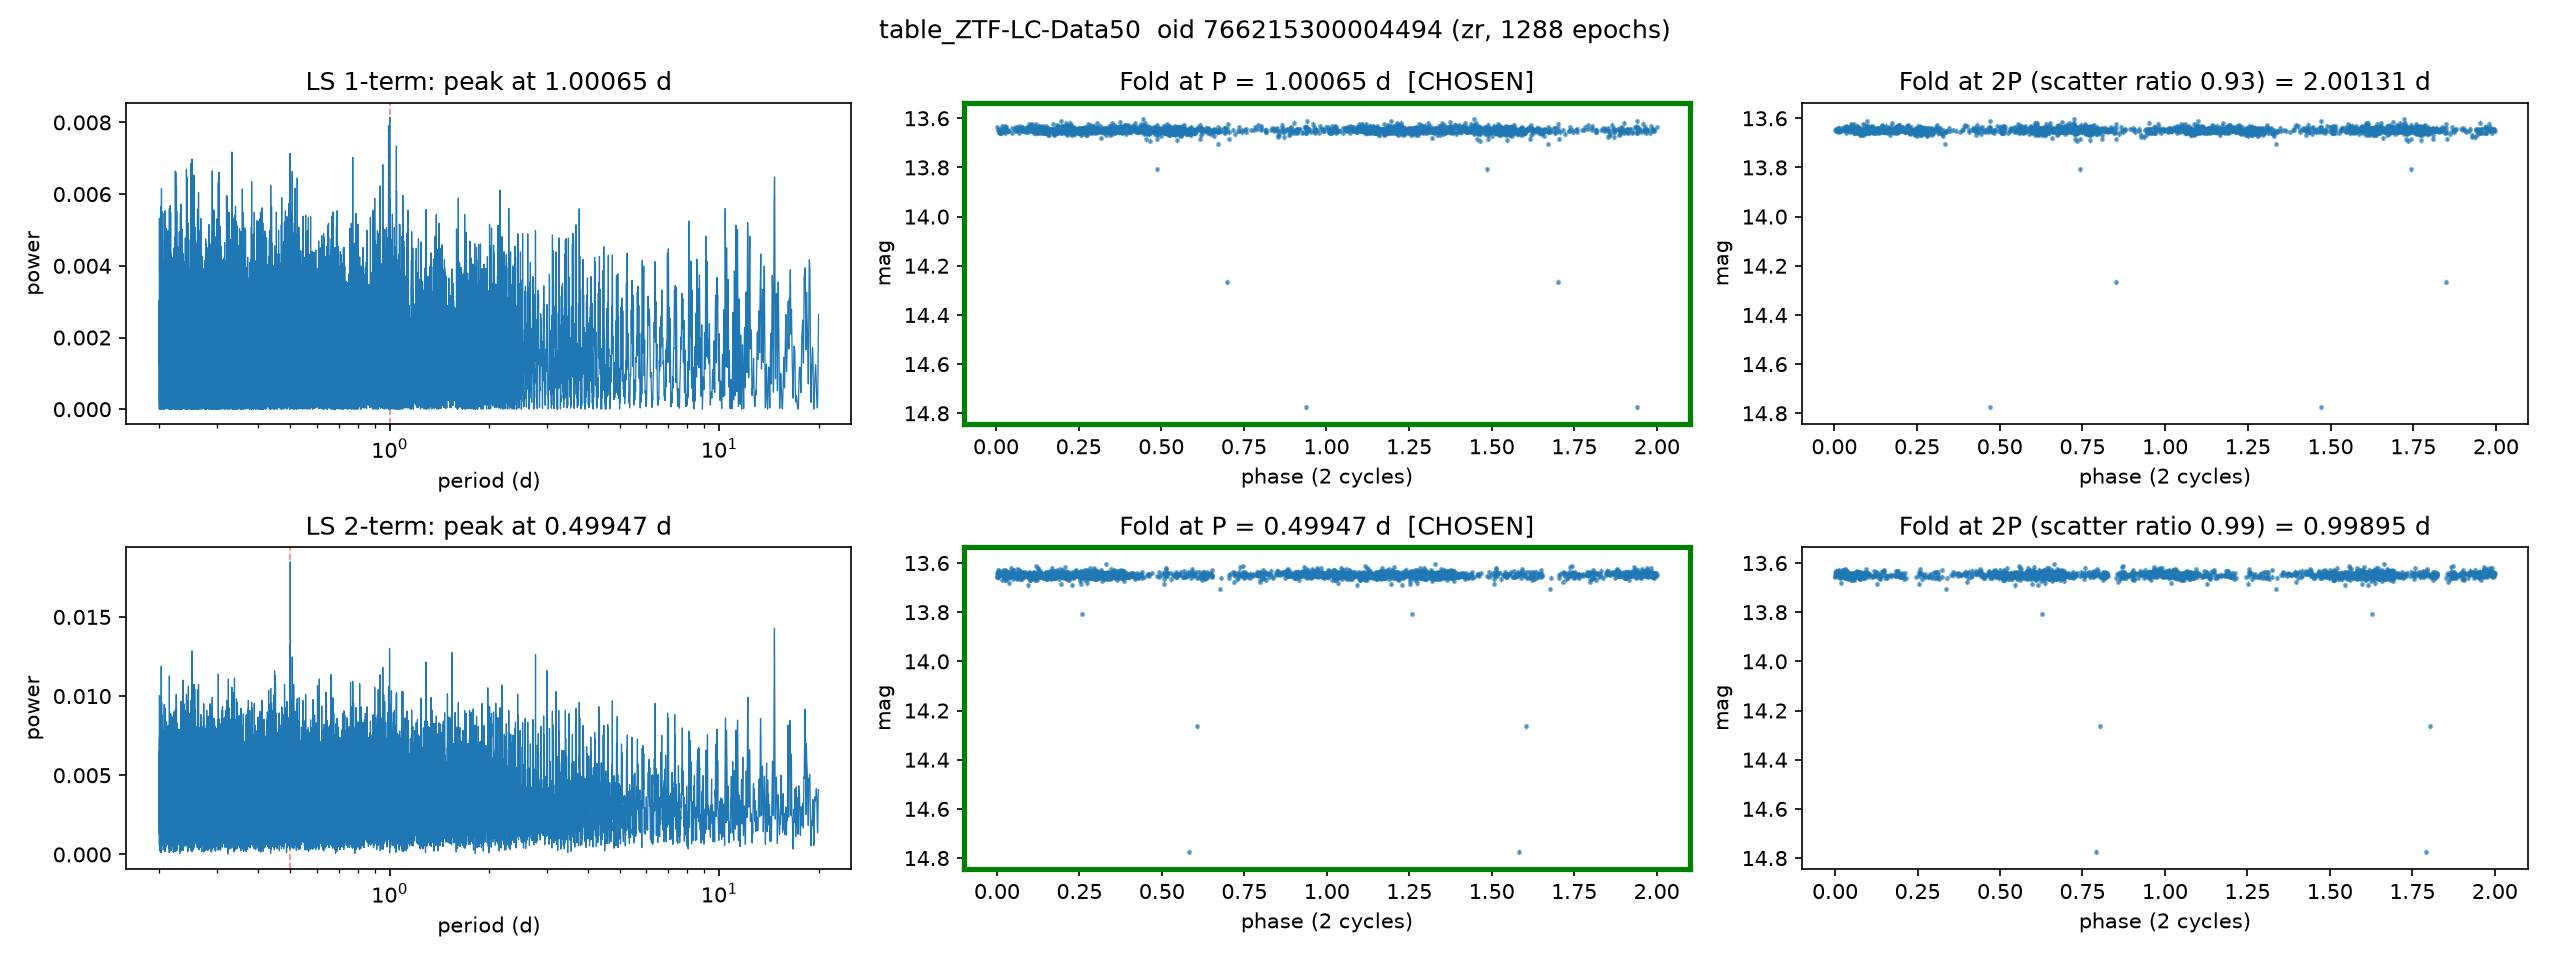 table_ZTF-LC-Data50  oid 766215300004494 (zr, 1288 epochs)
LS 1-term: peak at 1.00065 d
0.008
0.006
0.004
0.002
0.000
power
10⁰
10¹
period (d)
Fold at P = 1.00065 d  [CHOSEN]
13.6
13.8
14.0
14.2
14.4
14.6
14.8
mag
0.00 0.25 0.50 0.75 1.00 1.25 1.50 1.75 2.00
phase (2 cycles)
Fold at 2P (scatter ratio 0.93) = 2.00131 d
13.6
13.8
14.0
14.2
14.4
14.6
14.8
mag
0.00 0.25 0.50 0.75 1.00 1.25 1.50 1.75 2.00
phase (2 cycles)
LS 2-term: peak at 0.49947 d
0.015
0.010
0.005
0.000
power
10⁰
10¹
period (d)
Fold at P = 0.49947 d  [CHOSEN]
13.6
13.8
14.0
14.2
14.4
14.6
14.8
mag
0.00 0.25 0.50 0.75 1.00 1.25 1.50 1.75 2.00
phase (2 cycles)
Fold at 2P (scatter ratio 0.99) = 0.99895 d
13.6
13.8
14.0
14.2
14.4
14.6
14.8
mag
0.00 0.25 0.50 0.75 1.00 1.25 1.50 1.75 2.00
phase (2 cycles)